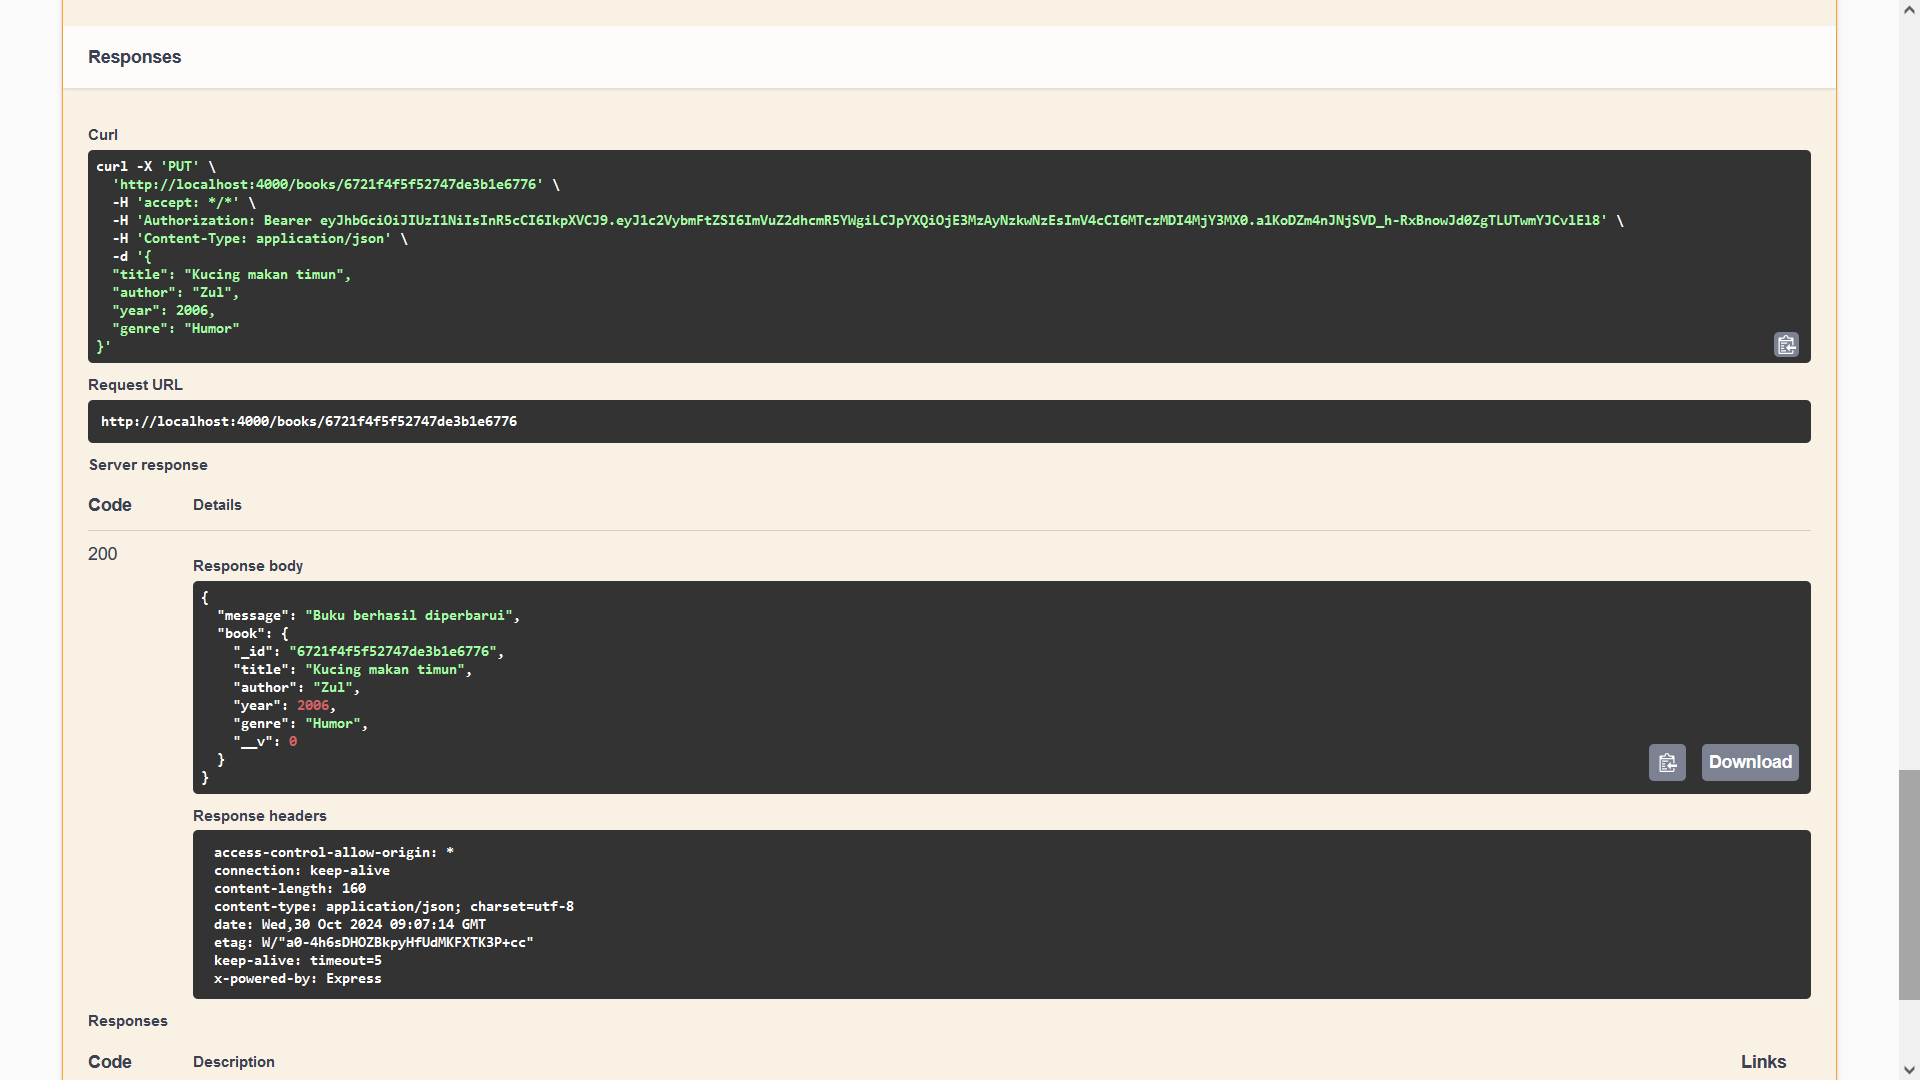 Responses
Curl
curl -X 'PUT' \
'http://localhost:4000/books/6721f4f5f52747de3b1e6776' \
-H 'accept: */*' \
-H 'Authorization: Bearer eyJhbGciOiJIUzI1NiIsInR5cCI6IkpXVCJ9.eyJ1c2VybmFtZSI6ImVuZ2dhcmR5YWgiLCJpYXQiOjE3MzAyNzkwNzEsImV4cCI6MTczMDI4MjY3MX0.a1KoDZm4nJNjSVD_h-RxBnowJd0ZgTLUTwmYJCvlEl8' \
-H 'Content-Type: application/json' \
-d '{
"title": "Kucing makan timun",
"author": "Zul",
"year": 2006,
"genre": "Humor"
}'
Request URL
http://localhost:4000/books/6721f4f5f52747de3b1e6776
Server response
Code Details
200
Response body
{
"message": "Buku berhasil diperbarui",
"book": {
"_id": "6721f4f5f52747de3b1e6776",
"title": "Kucing makan timun",
"author": "Zul",
"year": 2006,
"genre": "Humor",
"__v": 0
}
}
Download
Response headers
access-control-allow-origin: *
connection: keep-alive
content-length: 160
content-type: application/json; charset=utf-8
date: Wed,30 Oct 2024 09:07:14 GMT
etag: W/"a0-4h6sDHOZBkpyHfUdMKFXTK3P+cc"
keep-alive: timeout=5
x-powered-by: Express
Responses
Code Description Links